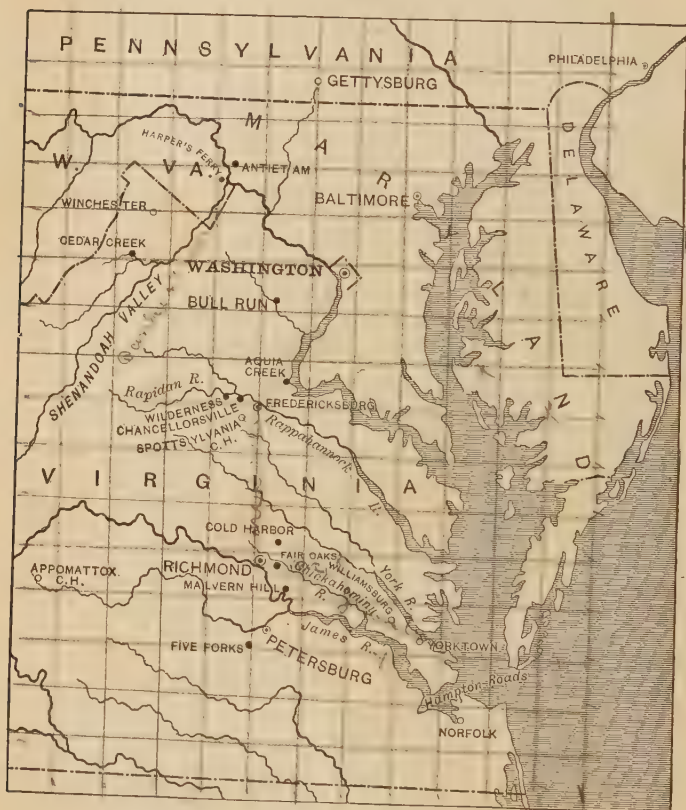 PENNSYLVANIA
PHILADELPHIA
GETTYSBURG
MARYLAND
DELAWARE
W. VA.
HARPER'S FERRY
ANTIETAM
BALTIMORE
WINCHESTER
CEDAR CREEK
WASHINGTON
BULL RUN
SHENANDOAH VALLEY
AQUIA
CREEK
Rapidan R.
WILDERNESS
FREDERICKSBURG
CHANCELLORSVILLE
SPOTTSYLVANIA
C.H.
Rappahannock R.
VIRGINIA
COLD HARBOR
APPOMATTOX
C.H.
RICHMOND
FAIR OAKS
MALVERN HILL
Chickahominy R.
WILLIAMSBURG
York R.
James R.
YORKTOWN
FIVE FORKS
PETERSBURG
Hampton Roads
NORFOLK